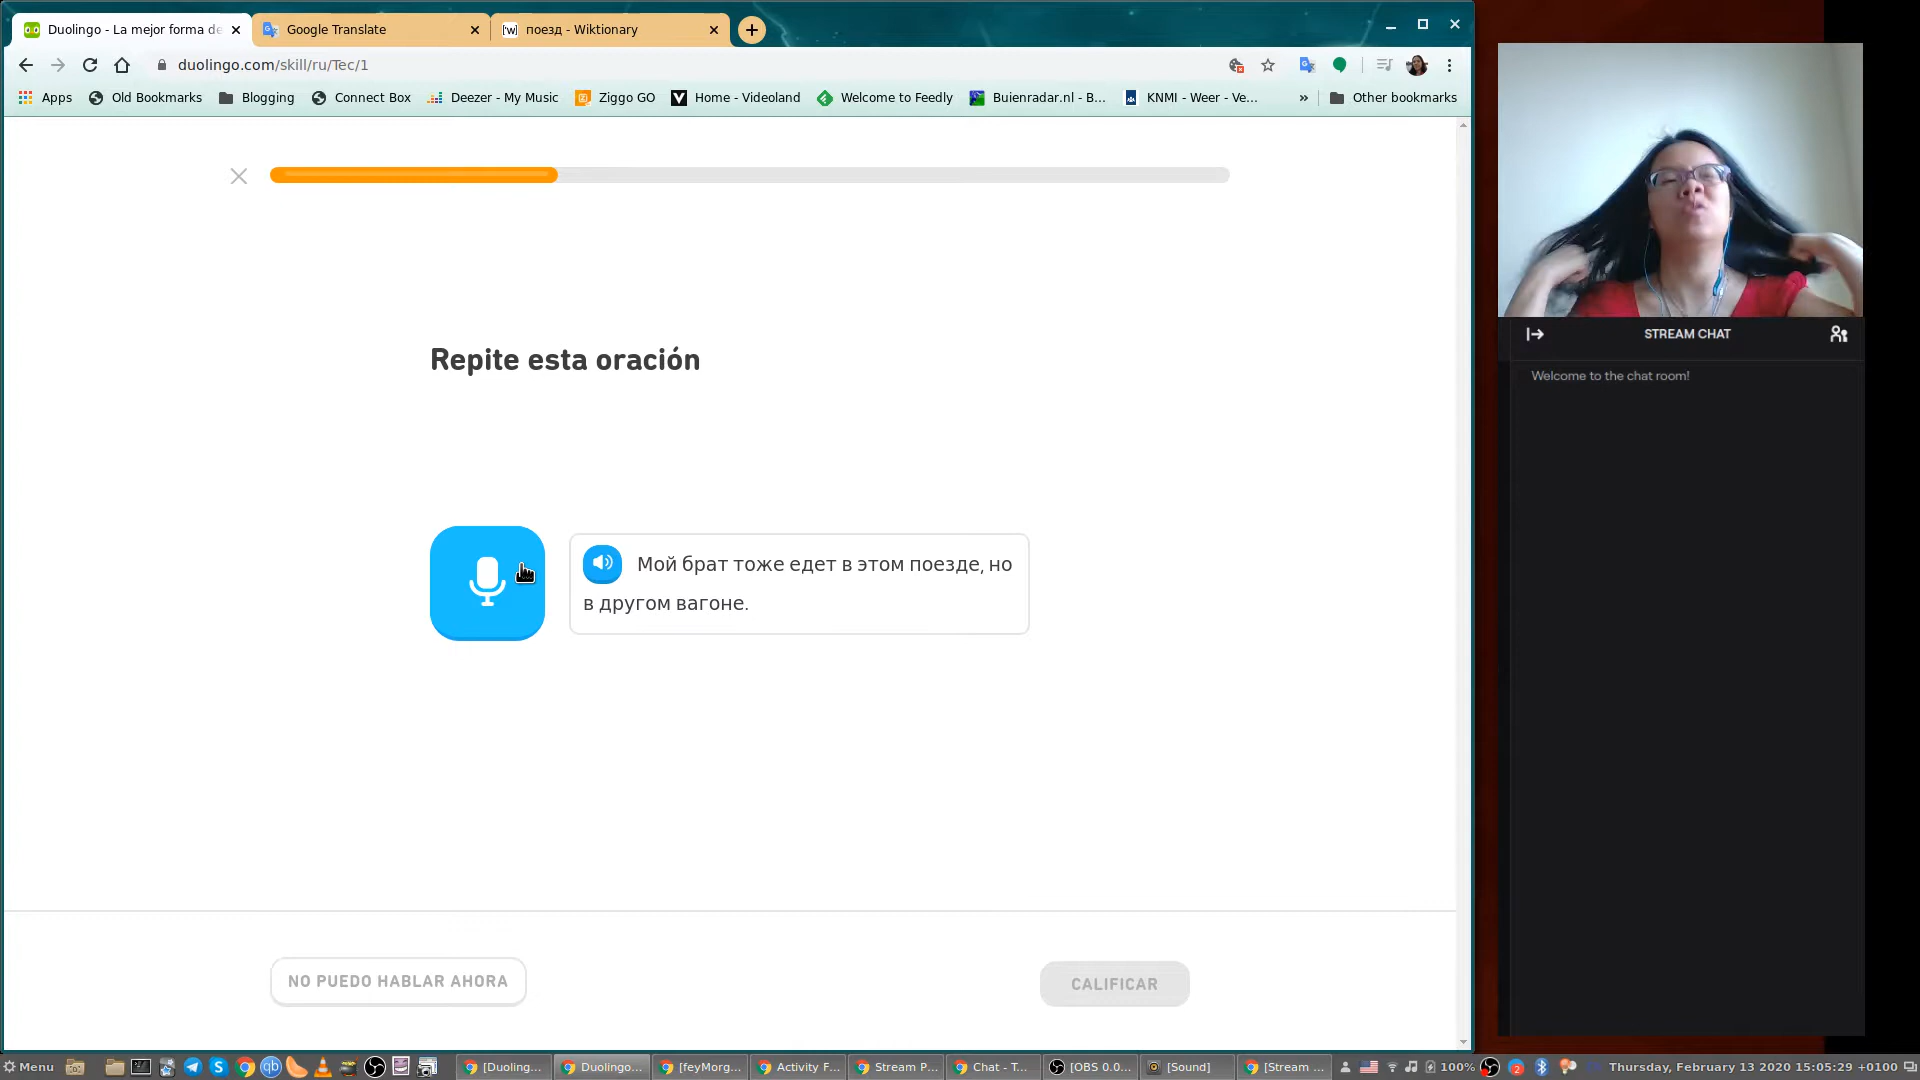 Duolingo - La mejor forma de
Google Translate
поезд - Wiktionary
duolingo.com/skill/ru/Tec/1
Apps
Old Bookmarks
Blogging
Connect Box
Deezer - My Music
Ziggo GO
Home - Videoland
Welcome to Feedly
Buienradar.nl - B...
KNMI - Weer - Ve...
»
Other bookmarks
Repite esta oración
Мой брат тоже едет в этом поезде, но
в другом вагоне.
NO PUEDO HABLAR AHORA
CALIFICAR
STREAM CHAT
Welcome to the chat room!
Menu
[Duoling...
Duolingo...
[feyMorg...
Activity F...
Stream P...
Chat - T...
[OBS 0.0...
[Sound]
[Stream ...
100%
2
Thursday, February 13 2020 15:05:29 +0100